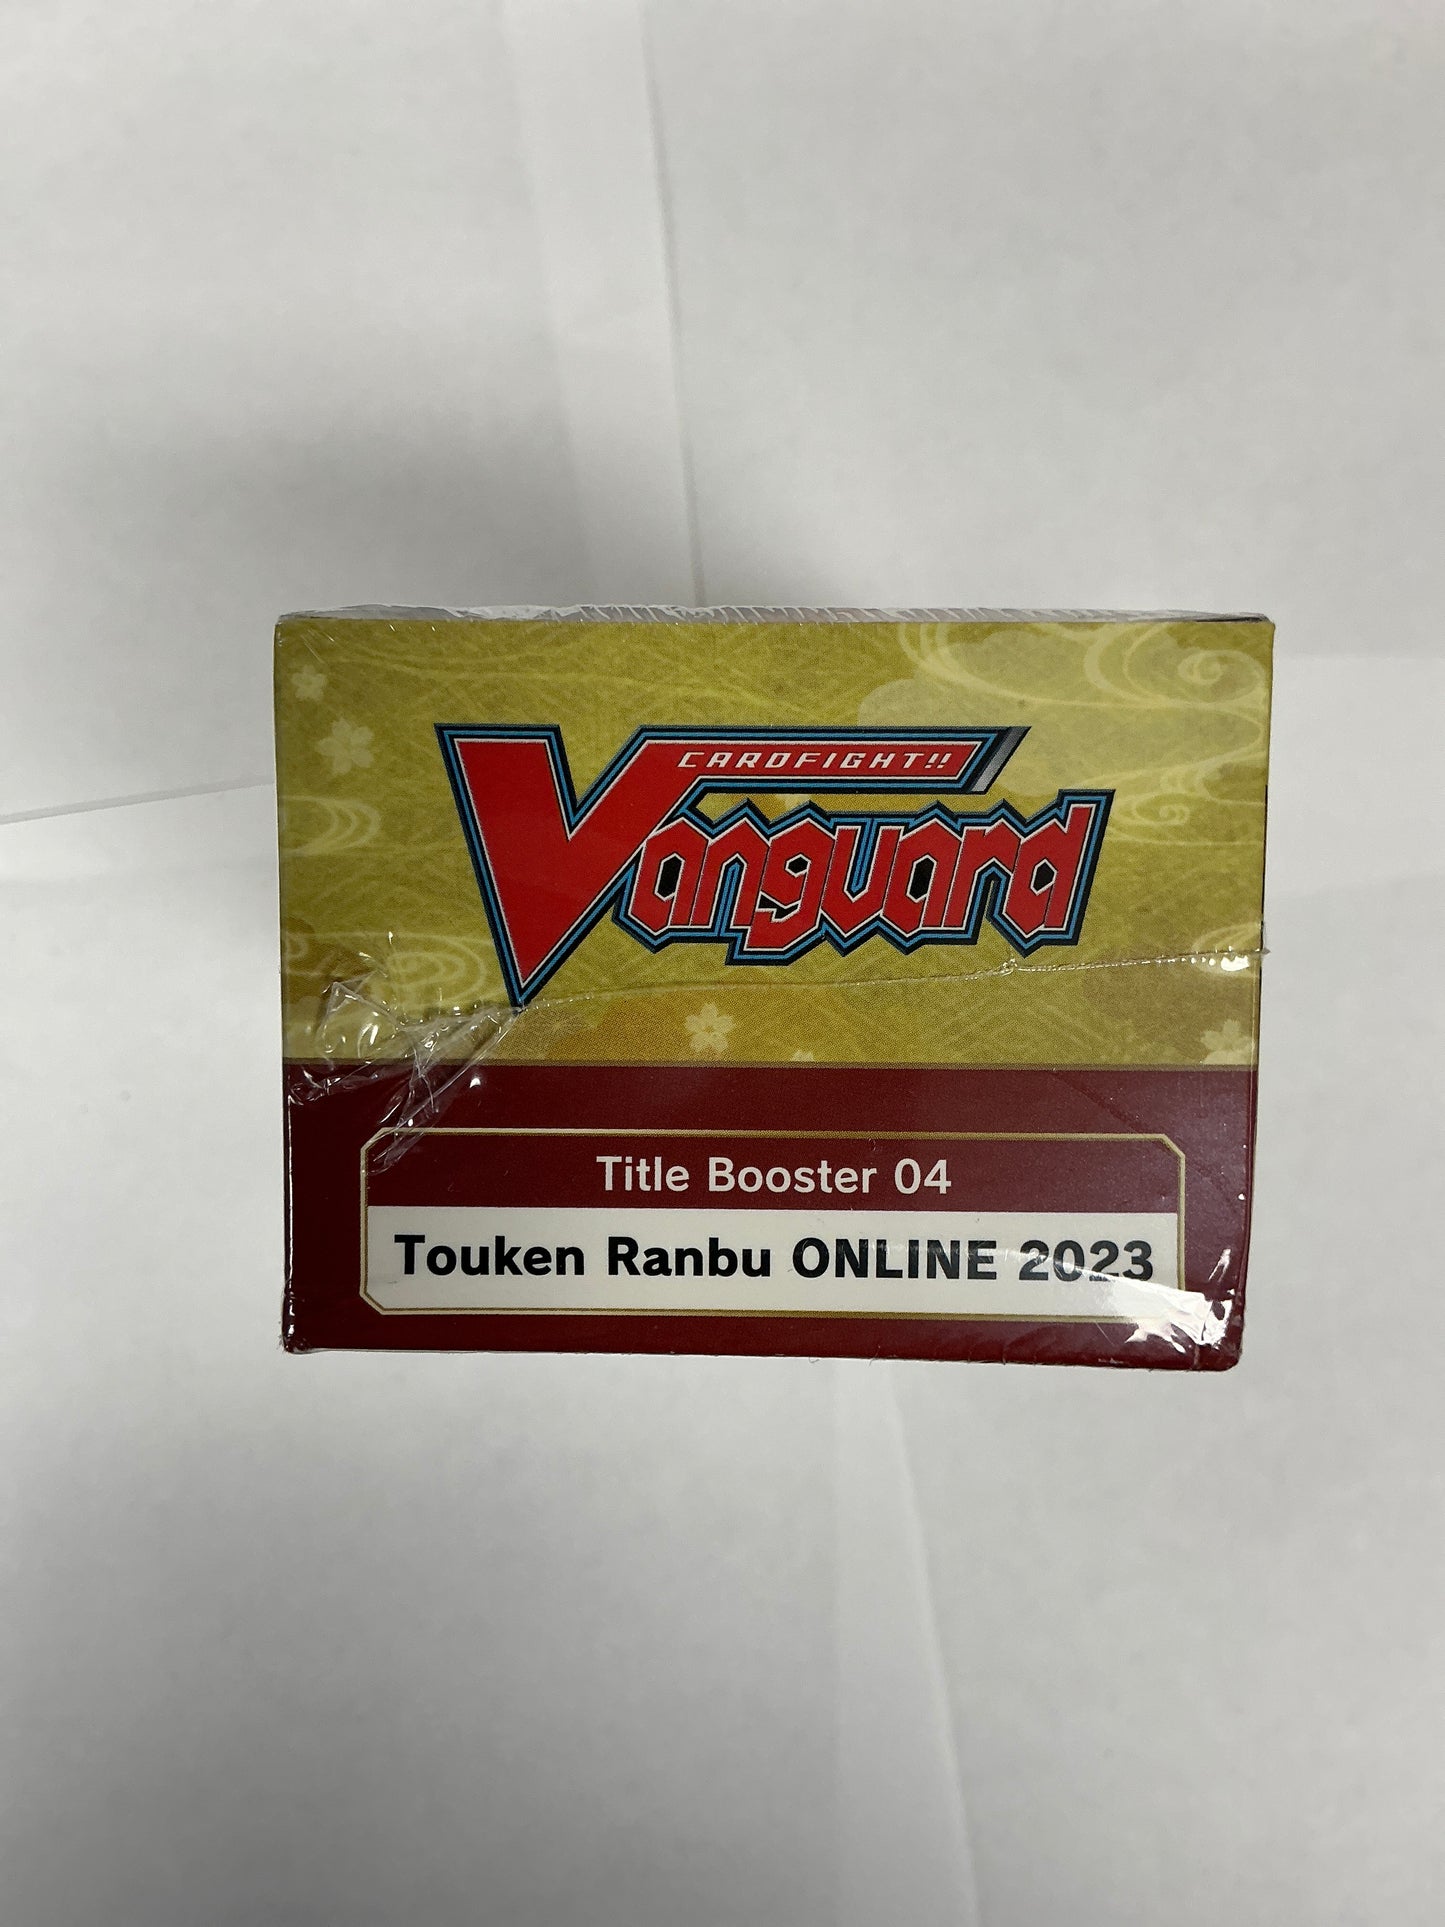 CARDFIGHT!!
Vanguard
Title Booster 04
Touken Ranbu ONLINE 2023